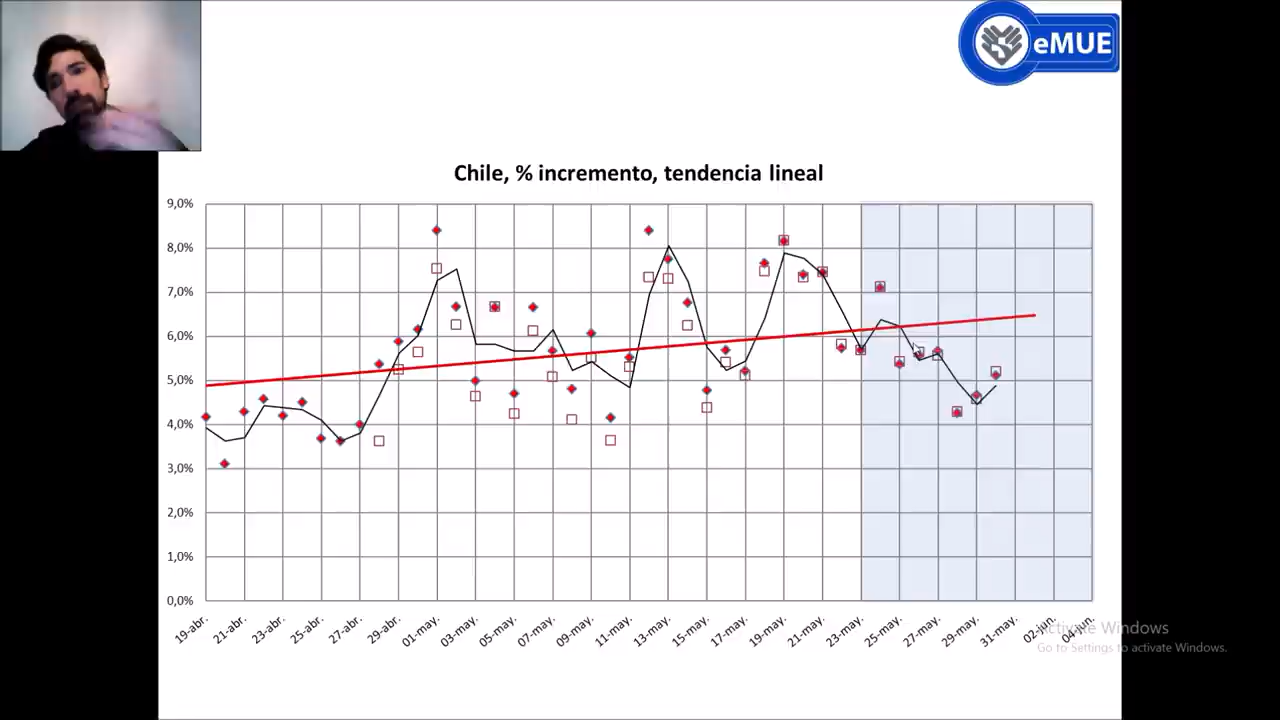 eMUE
Chile, % incremento, tendencia lineal
9,0%
8,0%
7,0%
6,0%
5,0%
4,0%
3,0%
2,0%
1,0%
0,0%
19-abr.
21-abr.
23-abr.
25-abr.
27-abr.
29-abr.
01-may.
03-may.
05-may.
07-may.
09-may.
11-may.
13-may.
15-may.
17-may.
19-may.
21-may.
23-may.
25-may.
27-may.
29-may.
31-may.
02-jun.
04-jun.
Activate Windows
Go to Settings to activate Windows.